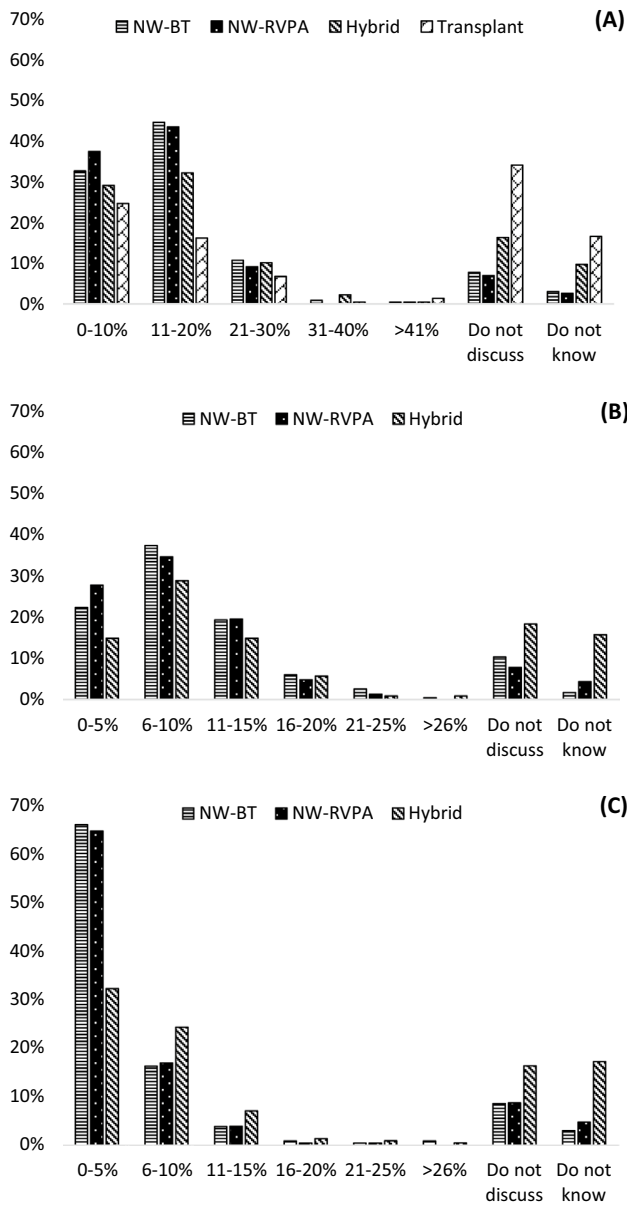 (A)
NW-BT NW-RVPA Hybrid Transplant
70%
60%
50%
40%
30%
20%
10%
0%
0-10% 11-20% 21-30% 31-40% >41% Do not discuss Do not know
(B)
NW-BT NW-RVPA Hybrid
70%
60%
50%
40%
30%
20%
10%
0%
0-5% 6-10% 11-15% 16-20% 21-25% >26% Do not discuss Do not know
(C)
NW-BT NW-RVPA Hybrid
70%
60%
50%
40%
30%
20%
10%
0%
0-5% 6-10% 11-15% 16-20% 21-25% >26% Do not discuss Do not know